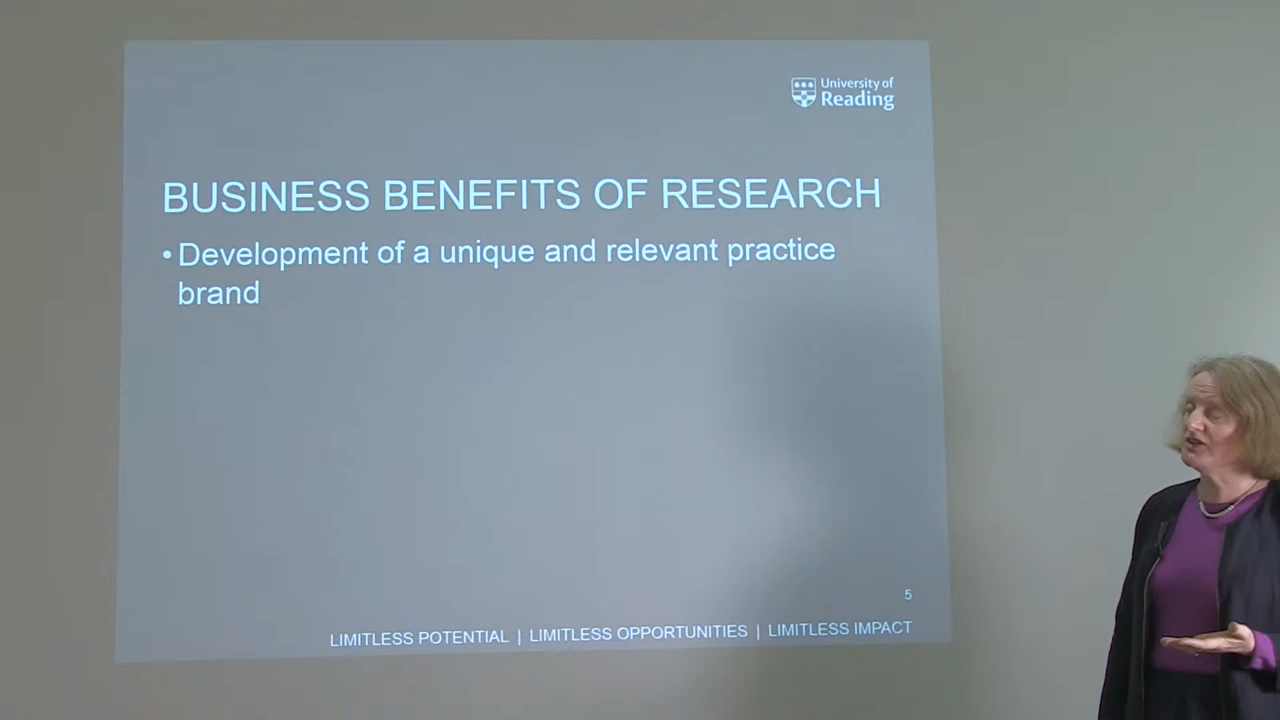 University of
Reading
BUSINESS BENEFITS OF RESEARCH
• Development of a unique and relevant practice
brand
5
LIMITLESS POTENTIAL | LIMITLESS OPPORTUNITIES | LIMITLESS IMPACT